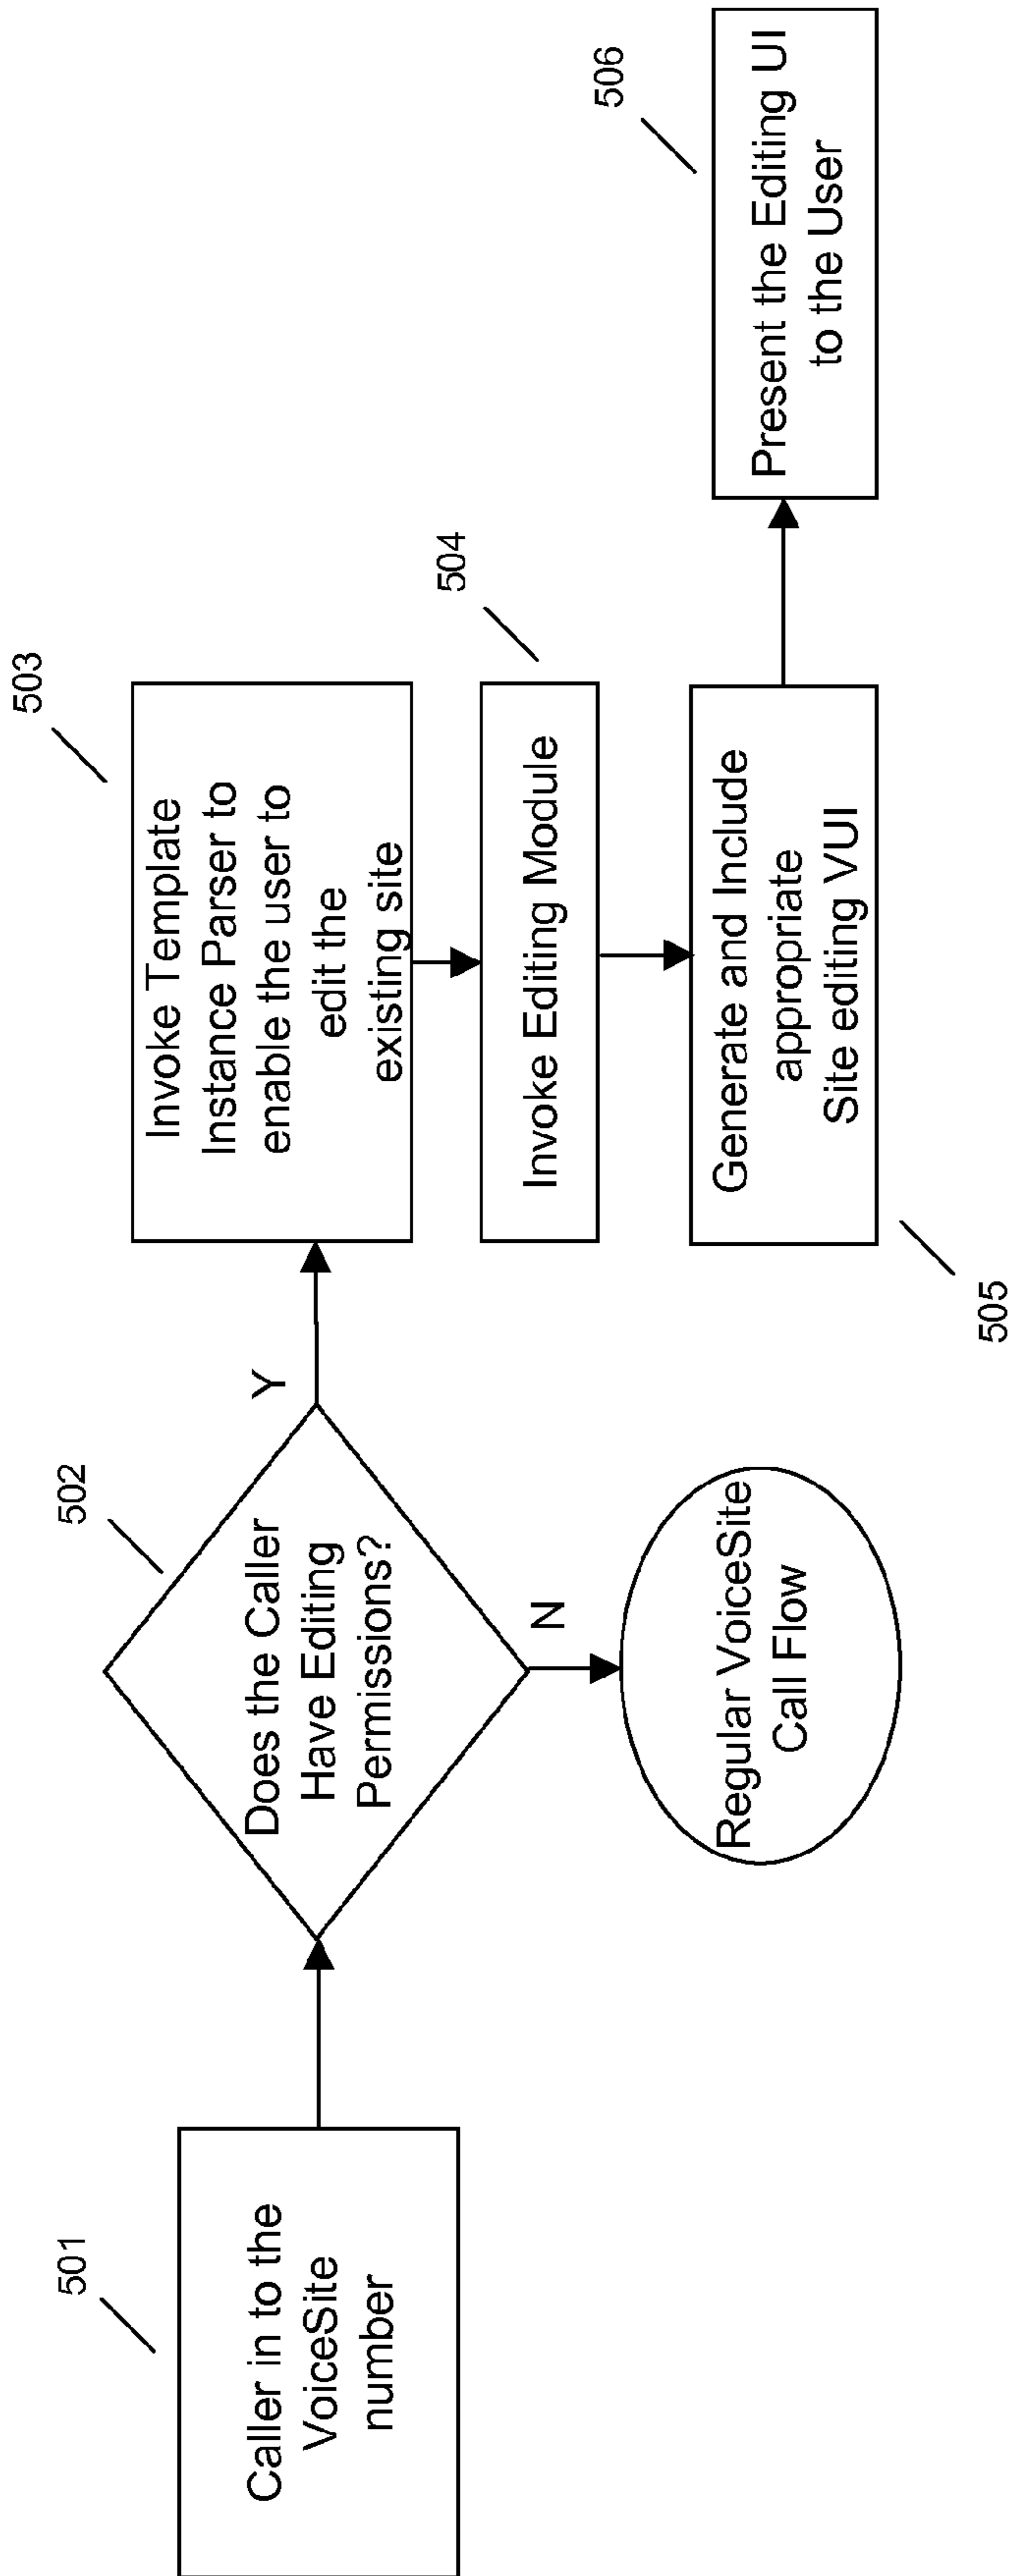 501
Caller in to the
VoiceSite
number
502
Does the Caller
Have Editing
Permissions?
Y
N
Regular VoiceSite
Call Flow
503
Invoke Template
Instance Parser to
enable the user to
edit the
existing site
504
Invoke Editing Module
Generate and Include
appropriate
Site editing VUI
505
506
Present the Editing UI
to the User